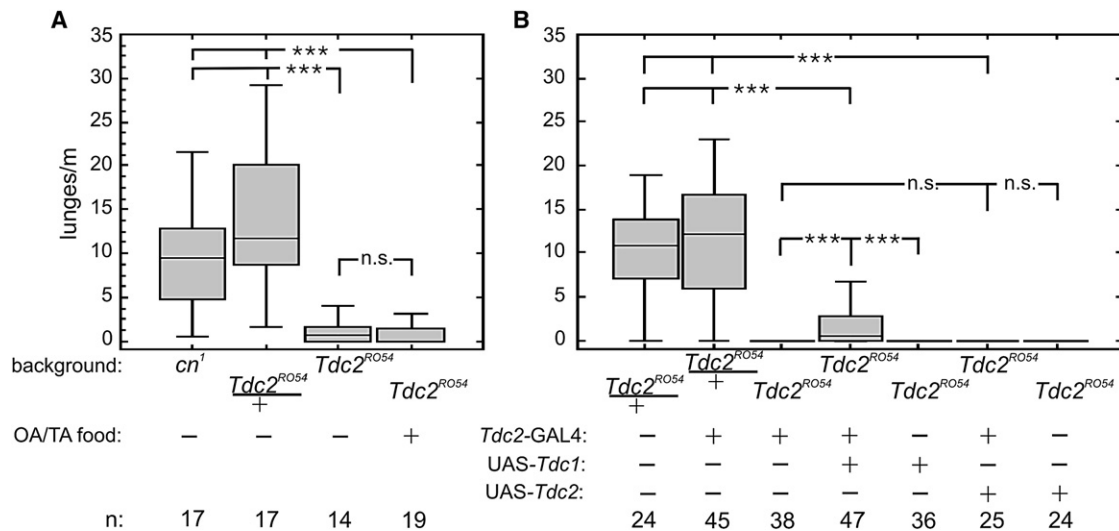 A
35
30
25
20
15
10
5
0
lunges/m
***
***
n.s.
background: cn¹ Tdc2ᴿᴼ⁵⁴
Tdc2ᴿᴼ⁵⁴ Tdc2ᴿᴼ⁵⁴
+
OA/TA food: – – – +
n: 17 17 14 19
B
35
30
25
20
15
10
5
0
***
***
n.s. n.s.
*** ***
Tdc2ᴿᴼ⁵⁴ Tdc2ᴿᴼ⁵⁴ Tdc2ᴿᴼ⁵⁴
Tdc2ᴿᴼ⁵⁴ + Tdc2ᴿᴼ⁵⁴ Tdc2ᴿᴼ⁵⁴ Tdc2ᴿᴼ⁵⁴
+
Tdc2-GAL4: – + + + – + –
UAS-Tdc1: – – – + + – –
UAS-Tdc2: – – – – – + +
24 45 38 47 36 25 24